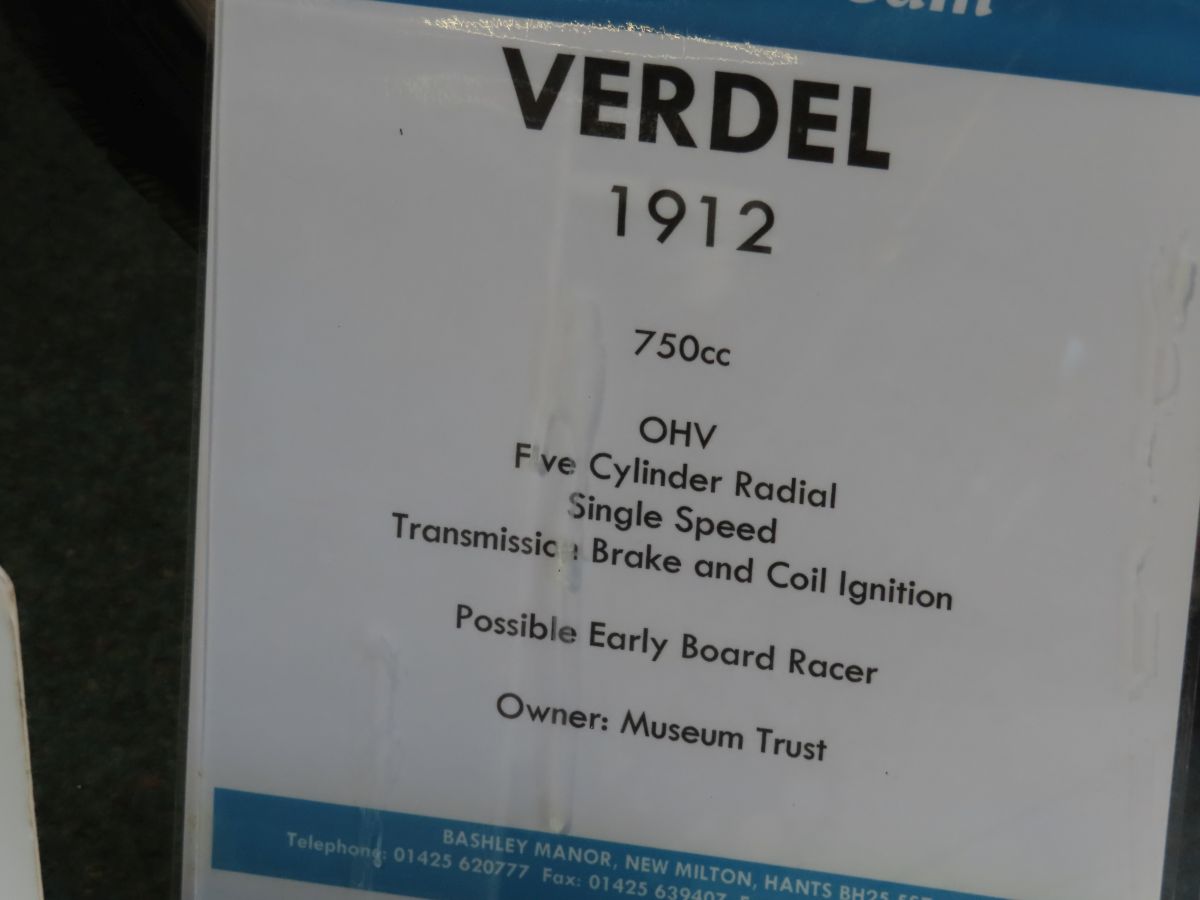 VERDEL
1912
750cc
OHV
Five Cylinder Radial
Single Speed
Transmission Brake and Coil Ignition
Possible Early Board Racer
Owner: Museum Trust
BASHLEY MANOR, NEW MILTON, HANTS BH25
Telephone: 01425 620777 Fax: 01425 639407